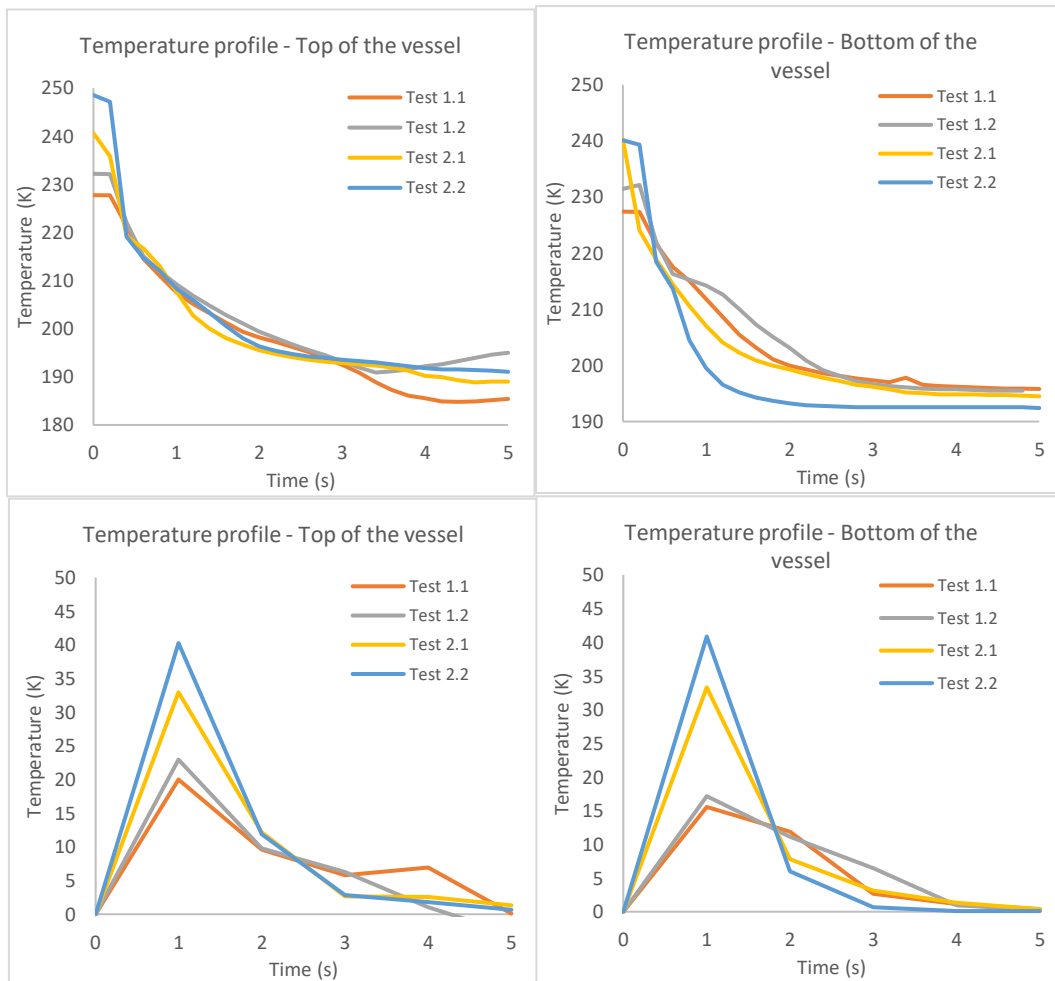 Temperature profile - Top of the vessel
250
240
230
220
210
200
190
180
0 1 2 3 4 5
Temperature (K)
Time (s)
Test 1.1
Test 1.2
Test 2.1
Test 2.2
Temperature profile - Bottom of the
vessel
250
240
230
220
210
200
190
0 1 2 3 4 5
Temperature (K)
Time (s)
Test 1.1
Test 1.2
Test 2.1
Test 2.2
Temperature profile - Top of the vessel
50
45
40
35
30
25
20
15
10
5
0
0 1 2 3 4 5
Temperature (K)
Time (s)
Test 1.1
Test 1.2
Test 2.1
Test 2.2
Temperature profile - Bottom of the
vessel
50
45
40
35
30
25
20
15
10
5
0
0 1 2 3 4 5
Temperature (K)
Time (s)
Test 1.1
Test 1.2
Test 2.1
Test 2.2